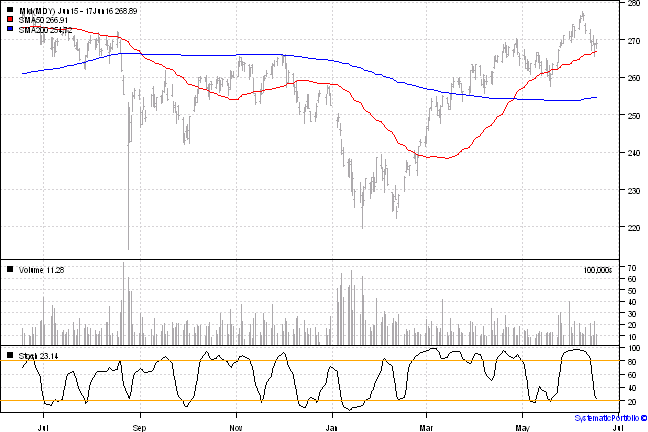 Mid(MDY) Jun15 - 17Jun16 268.89
SMA50 266.91
SMA200 254.72
280
270
260
250
240
230
220
Volume 11.28
100,000s
70
60
50
40
30
20
10
Stoch 23.14
100
80
60
40
20
Jul Sep Nov Jan Mar May Jul
SystematicPortfolio ©